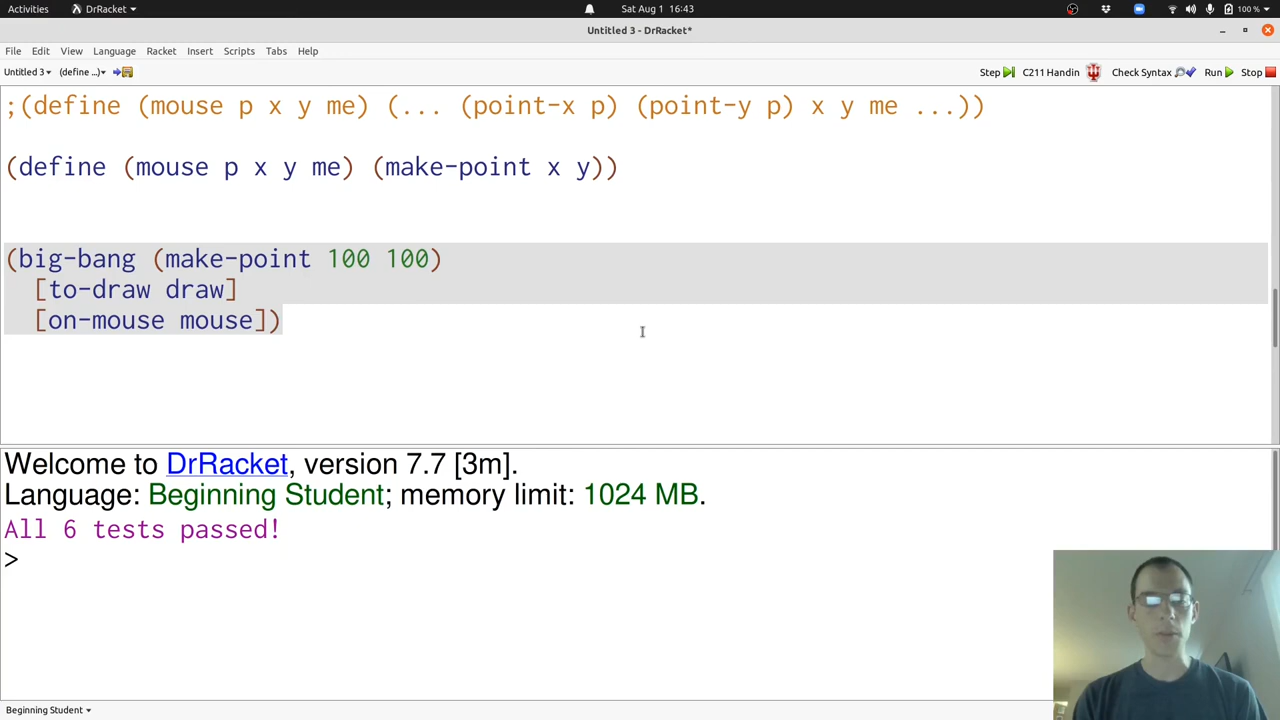 Activities DrRacket Sat Aug 1 16:43 100 %
Untitled 3 - DrRacket*
File Edit View Language Racket Insert Scripts Tabs Help
Untitled 3 (define ...) Step C211 Handin Check Syntax Run Stop
;(define (mouse p x y me) (... (point-x p) (point-y p) x y me ...))
(define (mouse p x y me) (make-point x y))
(big-bang (make-point 100 100)
[to-draw draw]
[on-mouse mouse])
Welcome to DrRacket, version 7.7 [3m].
Language: Beginning Student; memory limit: 1024 MB.
All 6 tests passed!
>
Beginning Student